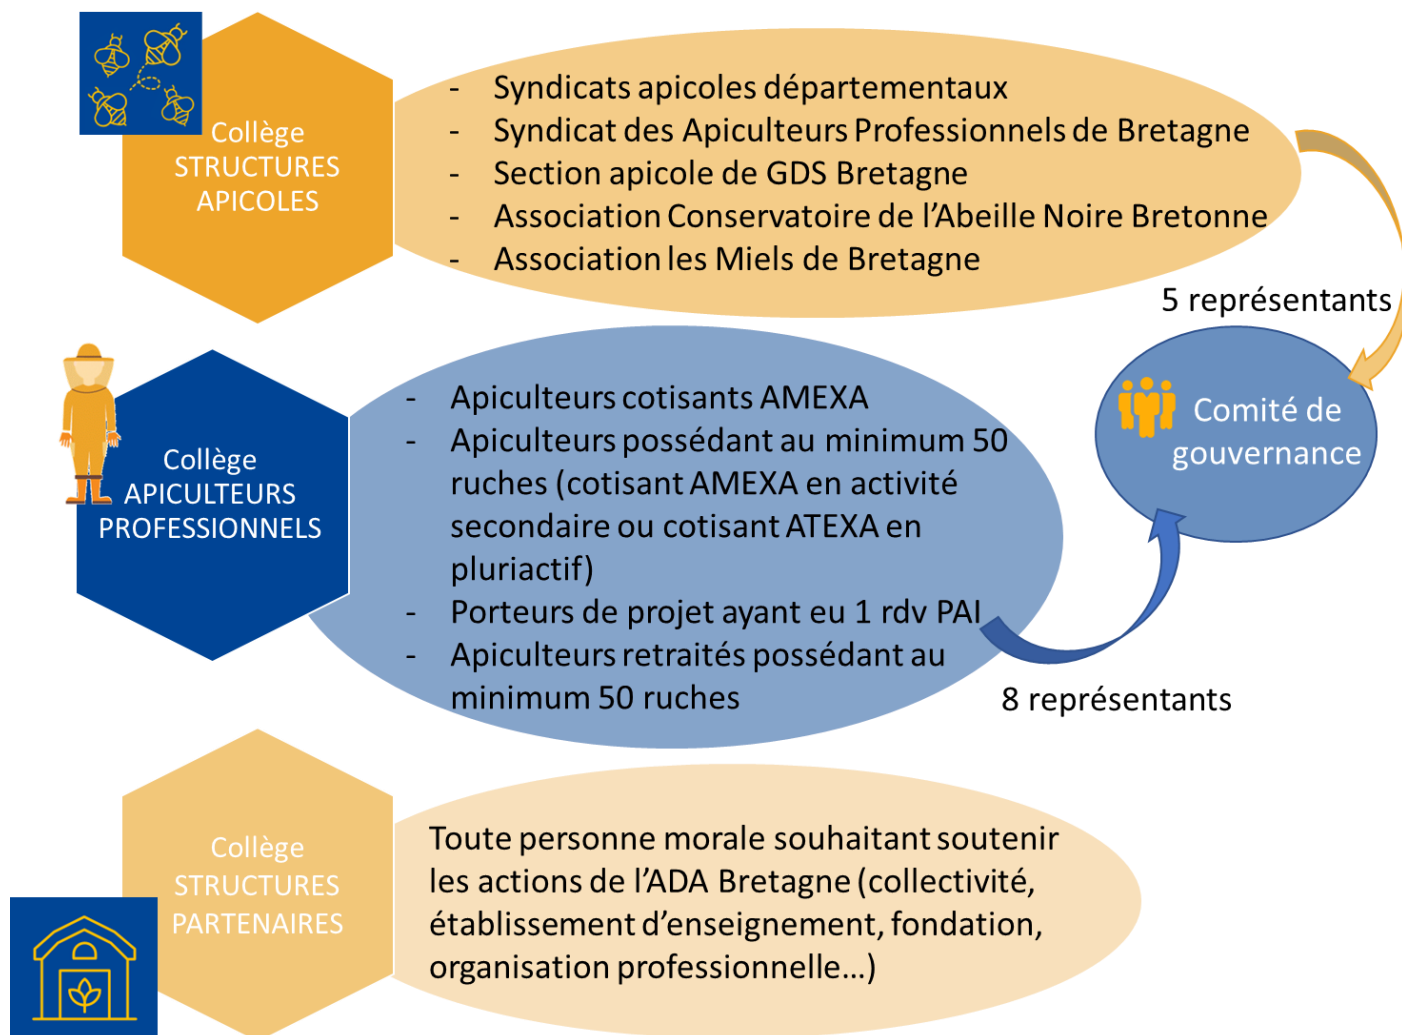 Collège
STRUCTURES
APICOLES
- Syndicats apicoles départementaux
- Syndicat des Apiculteurs Professionnels de Bretagne
- Section apicole de GDS Bretagne
- Association Conservatoire de l’Abeille Noire Bretonne
- Association les Miels de Bretagne
5 représentants
Comité de
gouvernance
Collège
APICULTEURS
PROFESSIONNELS
- Apiculteurs cotisants AMEXA
- Apiculteurs possédant au minimum 50
ruches (cotisant AMEXA en activité
secondaire ou cotisant ATEXA en
pluriactif)
- Porteurs de projet ayant eu 1 rdv PAI
- Apiculteurs retraités possédant au
minimum 50 ruches
8 représentants
Collège
STRUCTURES
PARTENAIRES
Toute personne morale souhaitant soutenir
les actions de l’ADA Bretagne (collectivité,
établissement d’enseignement, fondation,
organisation professionnelle…)